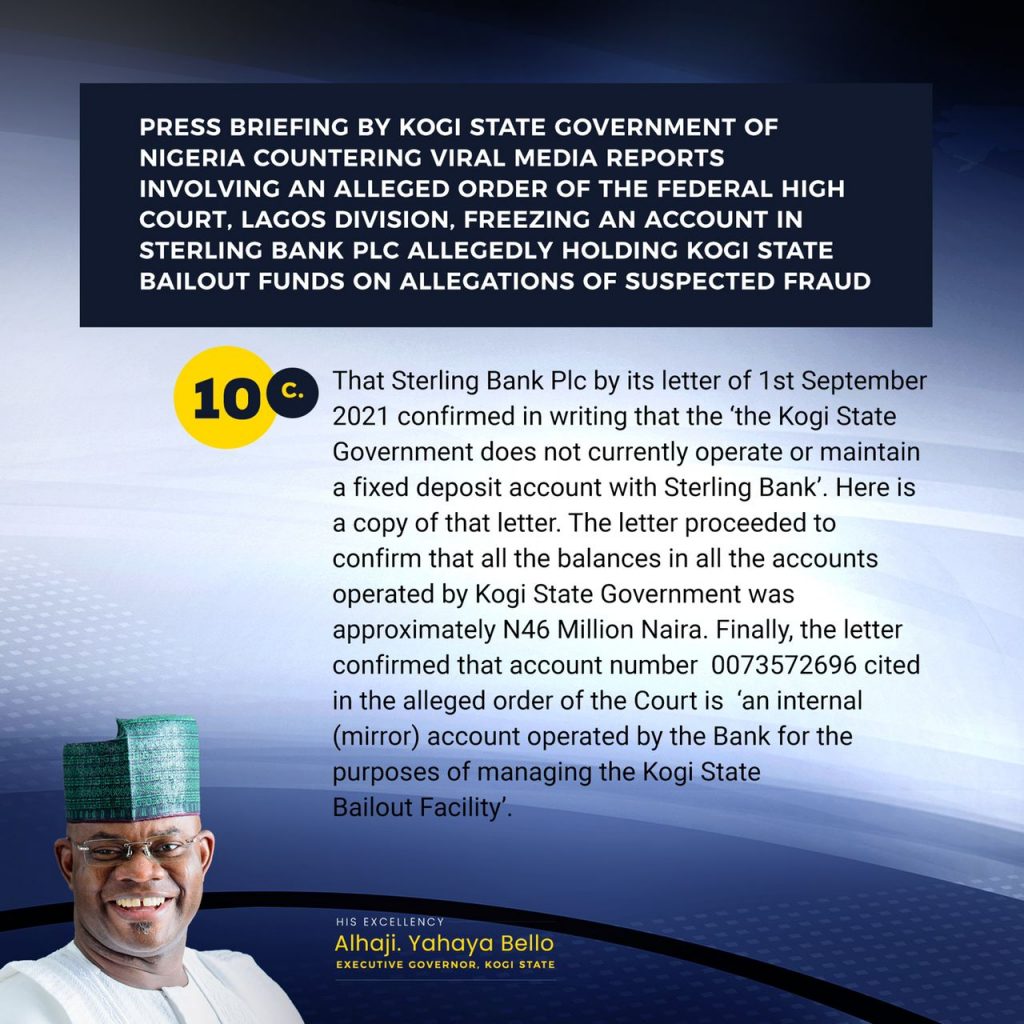 PRESS BRIEFING BY KOGI STATE GOVERNMENT OF
NIGERIA COUNTERING VIRAL MEDIA REPORTS
INVOLVING AN ALLEGED ORDER OF THE FEDERAL HIGH
COURT, LAGOS DIVISION, FREEZING AN ACCOUNT IN
STERLING BANK PLC ALLEGEDLY HOLDING KOGI STATE
BAILOUT FUNDS ON ALLEGATIONS OF SUSPECTED FRAUD
10 C.
That Sterling Bank Plc by its letter of 1st September
2021 confirmed in writing that the ‘the Kogi State
Government does not currently operate or maintain
a fixed deposit account with Sterling Bank’. Here is
a copy of that letter. The letter proceeded to
confirm that all the balances in all the accounts
operated by Kogi State Government was
approximately N46 Million Naira. Finally, the letter
confirmed that account number 0073572696 cited
in the alleged order of the Court is ‘an internal
(mirror) account operated by the Bank for the
purposes of managing the Kogi State
Bailout Facility’.
HIS EXCELLENCY
Alhaji. Yahaya Bello
EXECUTIVE GOVERNOR, KOGI STATE